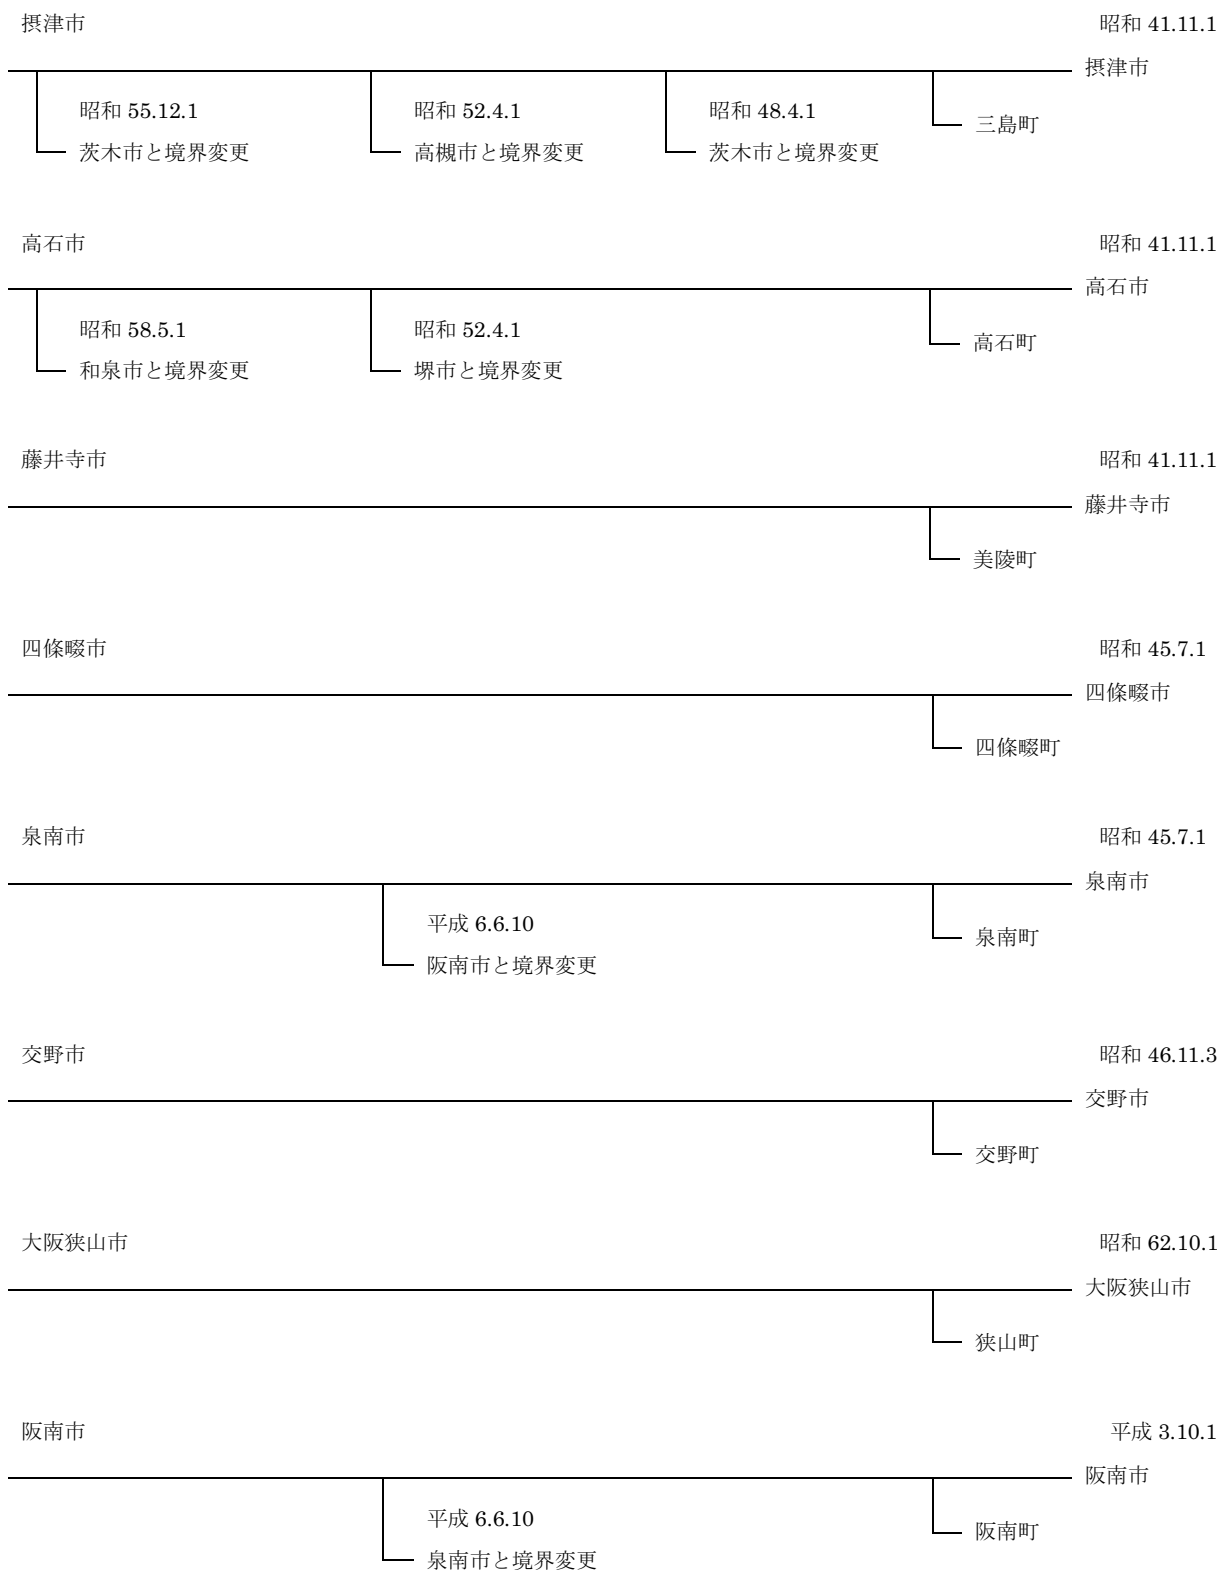 摂津市
昭和 41.11.1
摂津市
昭和 55.12.1
昭和 52.4.1
昭和 48.4.1
三島町
茨木市と境界変更
高槻市と境界変更
茨木市と境界変更
高石市
昭和 41.11.1
高石市
昭和 58.5.1
昭和 52.4.1
高石町
和泉市と境界変更
堺市と境界変更
藤井寺市
昭和 41.11.1
藤井寺市
美陵町
四條畷市
昭和 45.7.1
四條畷市
四條畷町
泉南市
昭和 45.7.1
泉南市
平成 6.6.10
泉南町
阪南市と境界変更
交野市
昭和 46.11.3
交野市
交野町
大阪狭山市
昭和 62.10.1
大阪狭山市
狭山町
阪南市
平成 3.10.1
阪南市
平成 6.6.10
阪南町
泉南市と境界変更